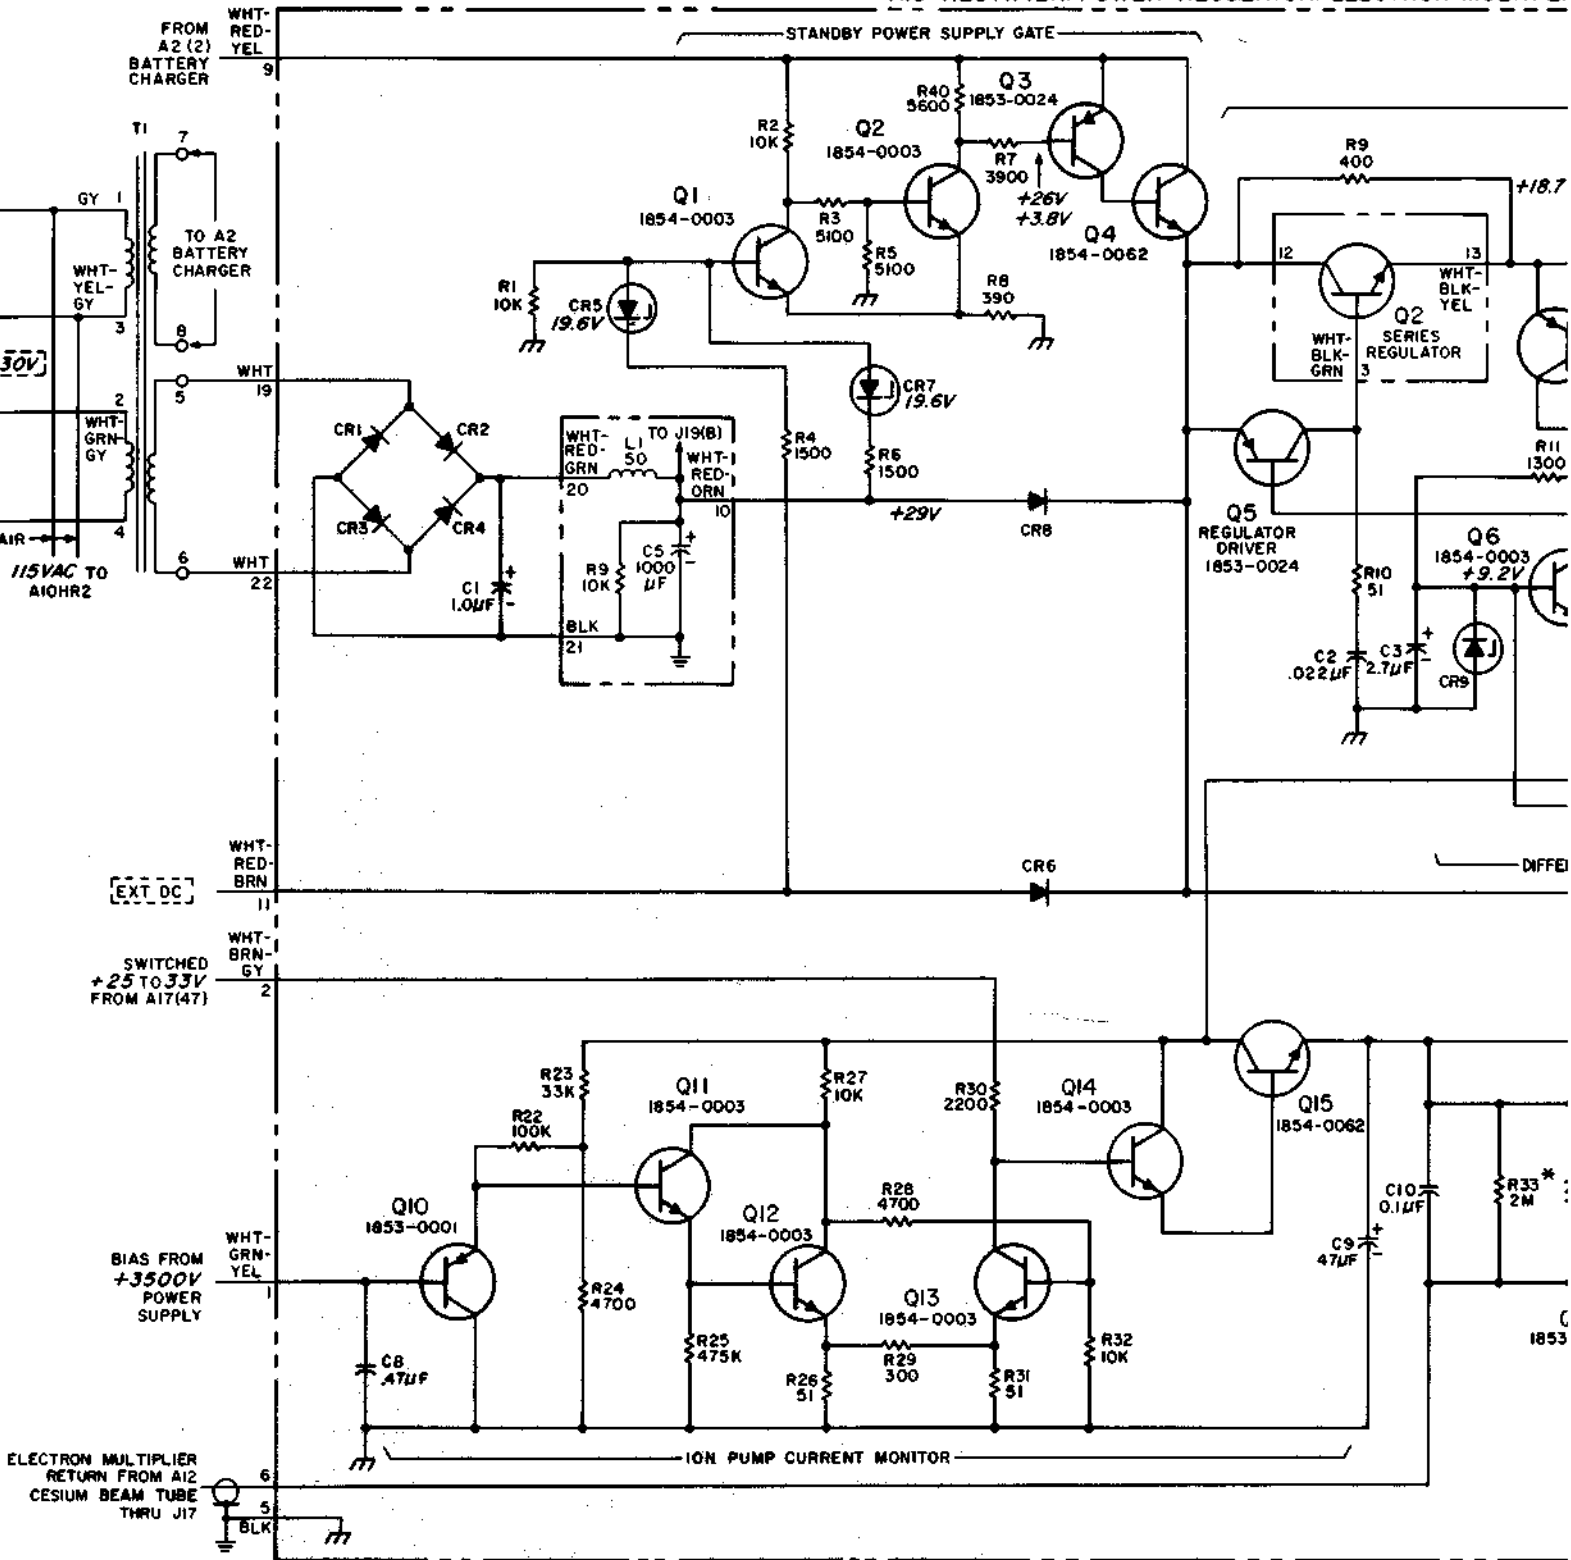 WHT-
RED-
YEL
9
FROM
A2(2)
BATTERY
CHARGER
STANDBY POWER SUPPLY GATE
R2
10K
R40
5600
Q3
1853-0024
Q2
1854-0003
R7
3900
+26V
+3.8V
Q1
1854-0003
R3
5100
R5
5100
R8
390
Q4
1854-0062
R9
400
+18.7
12
13
WHT-
BLK-
YEL
Q2
SERIES
REGULATOR
WHT-
BLK-
GRN
3
T1
7
GY
1
TO A2
BATTERY
CHARGER
WHT-
YEL-
GY
3
8
30V
2
5
WHT-
GRN-
GY
4
6
AIR
115VAC TO
A10HR2
WHT
19
WHT
22
R1
10K
CR5
19.6V
CR7
19.6V
CR1
CR2
CR3
CR4
C1
1.0µF
+
-
WHT-
RED-
GRN
20
L1
50
TO J19(8)
WHT-
RED-
ORN
10
R9
10K
C5
1000
µF
+
-
BLK
21
R4
1500
R6
1500
+29V
CR8
Q5
REGULATOR
DRIVER
1853-0024
R11
1300
Q6
1854-0003
+9.2V
R10
51
C2
.022µF
C3
2.7µF
+
-
CR9
WHT-
RED-
BRN
11
EXT DC
CR6
DIFFE
WHT-
BRN-
GY
2
SWITCHED
+25 TO 33V
FROM A17(47)
R23
33K
R22
100K
Q11
1854-0003
R27
10K
R30
2200
Q14
1854-0003
Q15
1854-0062
Q10
1853-0001
Q12
1854-0003
R28
4700
C10
0.1µF
R33
2M
*
C9
47µF
+
-
BIAS FROM
+3500V
POWER
SUPPLY
WHT-
GRN-
YEL
1
R24
4700
Q13
1854-0003
1853
C8
.47µF
R25
475K
R26
51
R29
300
R31
51
R32
10K
ION PUMP CURRENT MONITOR
ELECTRON MULTIPLIER
RETURN FROM A12
CESIUM BEAM TUBE
THRU J17
6
5
BLK